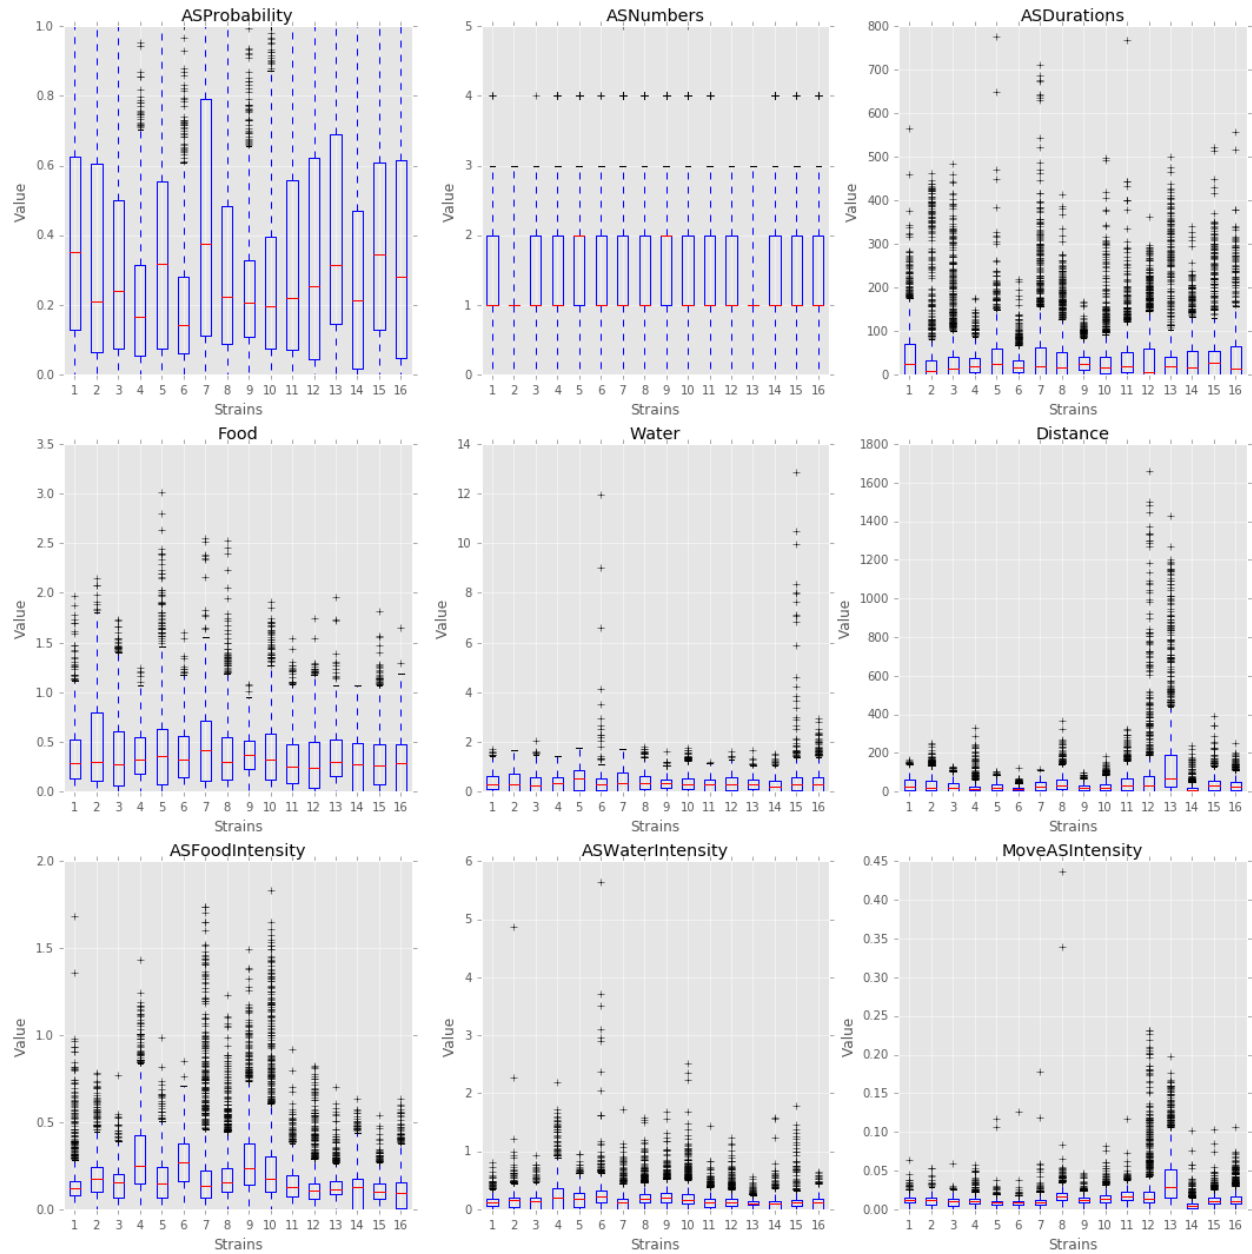 ASProbability
1.0
0.8
0.6
0.4
0.2
0.0
Value
1 2 3 4 5 6 7 8 9 10 11 12 13 14 15 16
Strains
ASNumbers
5
4
3
2
1
0
Value
1 2 3 4 5 6 7 8 9 10 11 12 13 14 15 16
Strains
ASDurations
800
700
600
500
400
300
200
100
0
Value
1 2 3 4 5 6 7 8 9 10 11 12 13 14 15 16
Strains
Food
3.5
3.0
2.5
2.0
1.5
1.0
0.5
0.0
Value
1 2 3 4 5 6 7 8 9 10 11 12 13 14 15 16
Strains
Water
14
12
10
8
6
4
2
0
Value
1 2 3 4 5 6 7 8 9 10 11 12 13 14 15 16
Strains
Distance
1800
1600
1400
1200
1000
800
600
400
200
0
Value
1 2 3 4 5 6 7 8 9 10 11 12 13 14 15 16
Strains
ASFoodIntensity
2.0
1.5
1.0
0.5
0.0
Value
1 2 3 4 5 6 7 8 9 10 11 12 13 14 15 16
Strains
ASWaterIntensity
6
5
4
3
2
1
0
Value
1 2 3 4 5 6 7 8 9 10 11 12 13 14 15 16
Strains
MoveASIntensity
0.45
0.40
0.35
0.30
0.25
0.20
0.15
0.10
0.05
0.00
Value
1 2 3 4 5 6 7 8 9 10 11 12 13 14 15 16
Strains